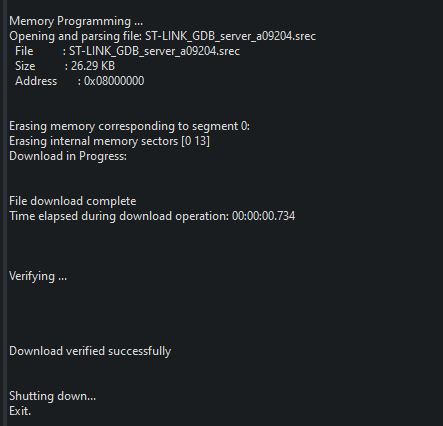 Memory Programming ...
Opening and parsing file: ST-LINK_GDB_server_a09204.srec
File : ST-LINK_GDB_server_a09204.srec
Size : 26.29 KB
Address : 0x08000000
Erasing memory corresponding to segment 0:
Erasing internal memory sectors [0 13]
Download in Progress:
File download complete
Time elapsed during download operation: 00:00:00.734
Verifying ...
Download verified successfully
Shutting down...
Exit.